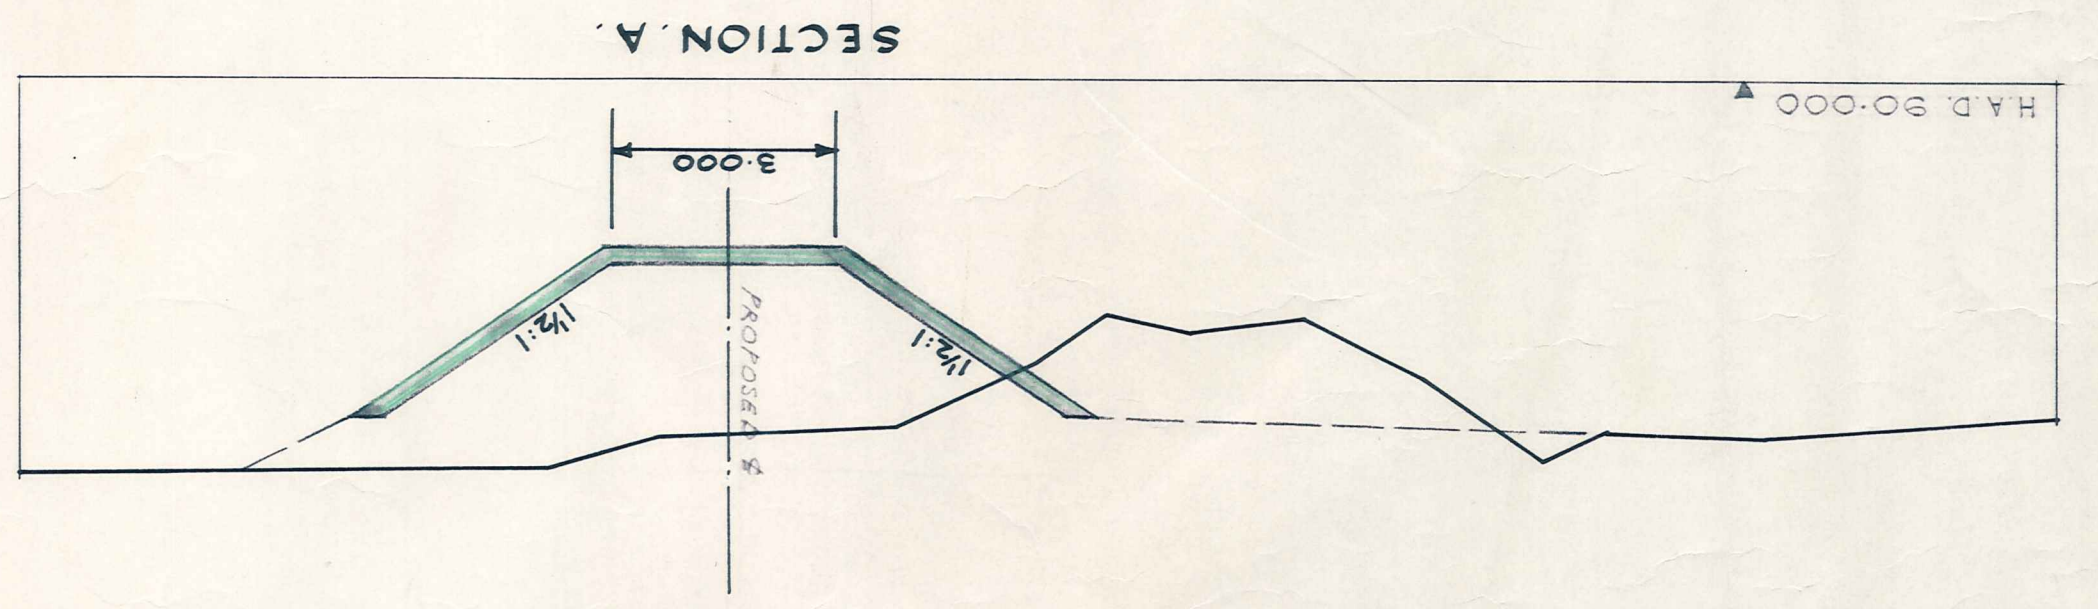 SECTION. A.
H.A.D. 90·000
3·000
1½:1
1½:1
PROPOSED ℄